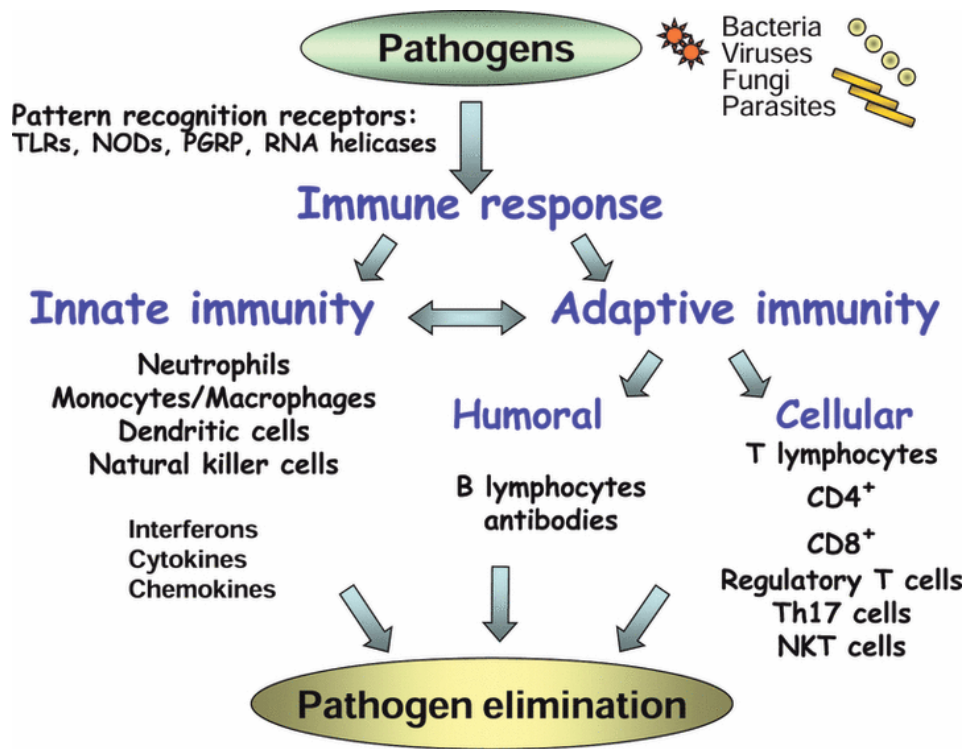 Pathogens
Bacteria
Viruses
Fungi
Parasites
Pattern recognition receptors:
TLRs, NODs, PGRP, RNA helicases
Immune response
Innate immunity
Adaptive immunity
Neutrophils
Monocytes/Macrophages
Dendritic cells
Natural killer cells
Interferons
Cytokines
Chemokines
Humoral
B lymphocytes
antibodies
Cellular
T lymphocytes
CD4⁺
CD8⁺
Regulatory T cells
Th17 cells
NKT cells
Pathogen elimination